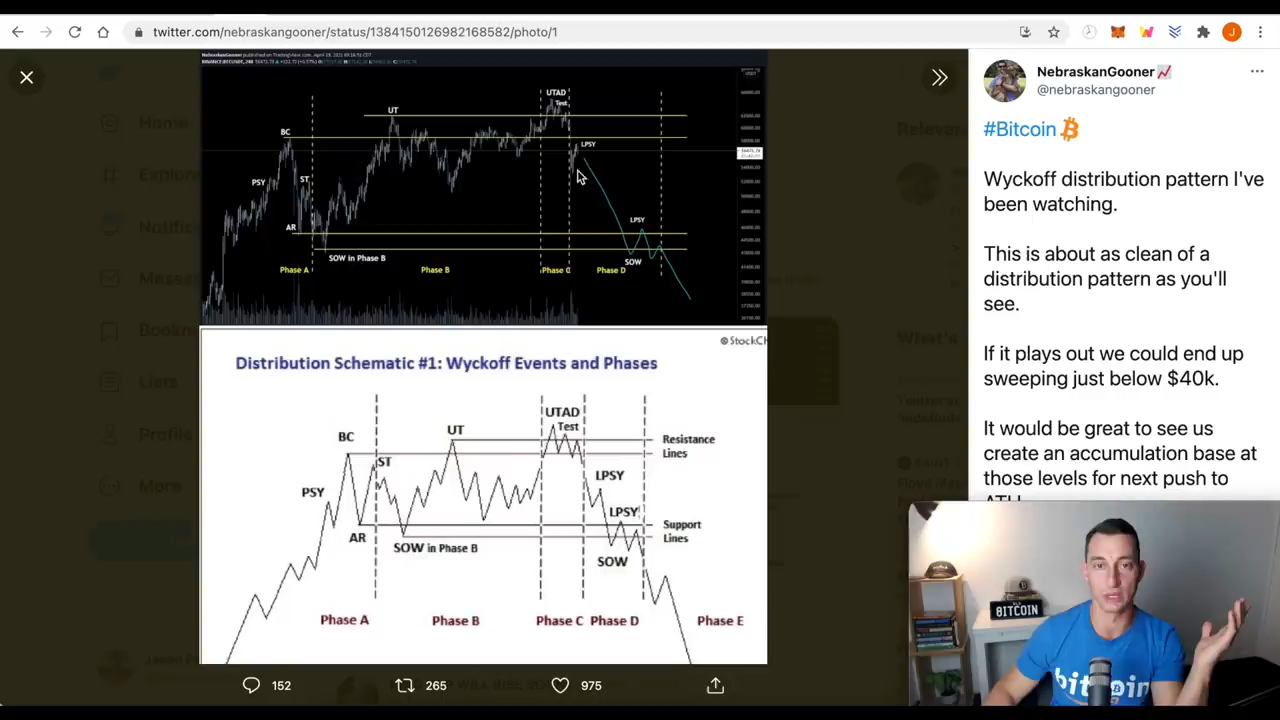 twitter.com/nebraskangooner/status/1384150126982168582/photo/1
J
NebraskanGooner
@nebraskangooner
#Bitcoin
Wyckoff distribution pattern I've
been watching.
This is about as clean of a
distribution pattern as you'll
see.
If it plays out we could end up
sweeping just below $40k.
It would be great to see us
create an accumulation base at
those levels for next push to
ATH
UTAD
Test
UT
BC
LPSY
PSY
ST
AR
LPSY
SOW in Phase B
SOW
Phase A
Phase B
Phase C
Phase D
Home
Lists
More
StockCh
Distribution Schematic #1: Wyckoff Events and Phases
UTAD
Test
UT
BC
Resistance
Lines
ST
PSY
LPSY
LPSY
Support
Lines
AR
SOW in Phase B
SOW
Phase A
Phase B
Phase C
Phase D
Phase E
152
265
975
BITCOIN
bitcoin